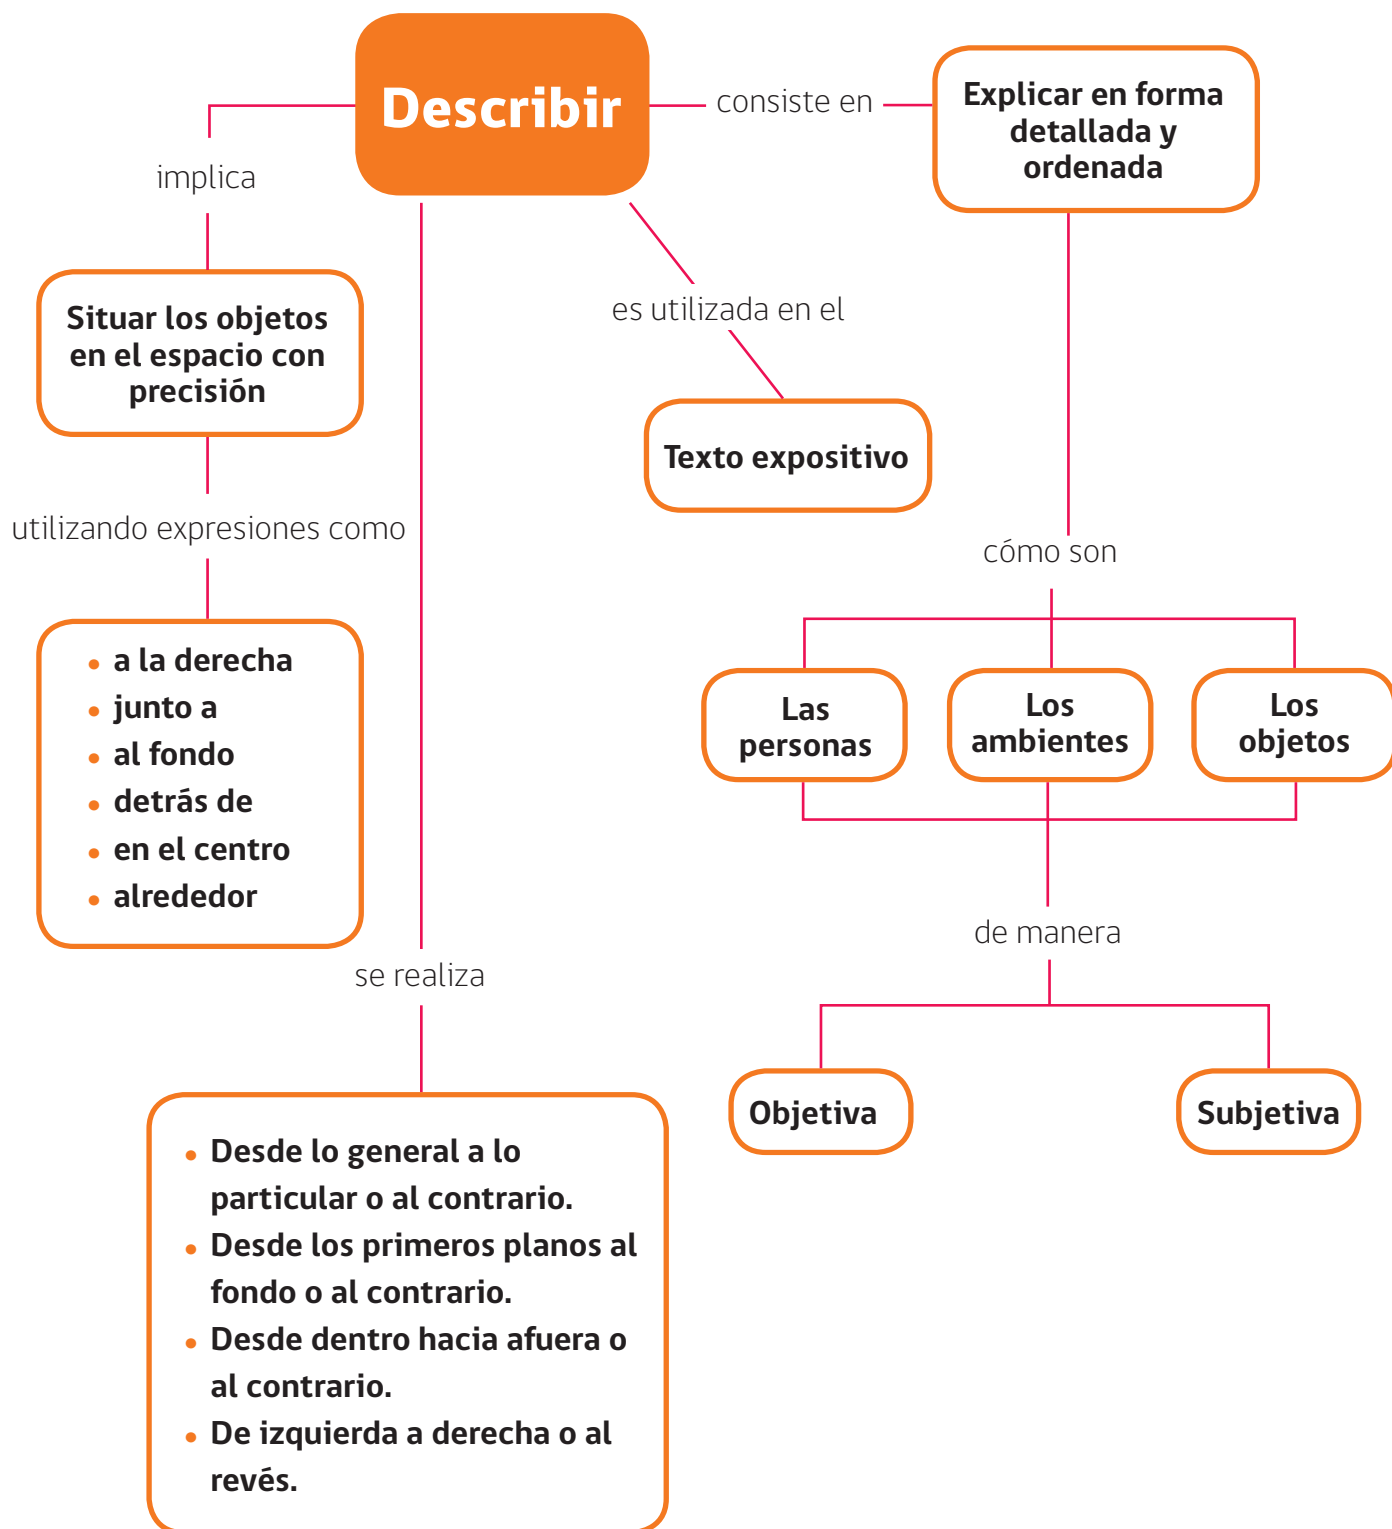 Describir
consiste en
Explicar en forma
detallada y
ordenada
implica
Situar los objetos
en el espacio con
precisión
es utilizada en el
Texto expositivo
utilizando expresiones como
• a la derecha
• junto a
• al fondo
• detrás de
• en el centro
• alrededor
cómo son
Las
personas
Los
ambientes
Los
objetos
de manera
Objetiva
Subjetiva
se realiza
• Desde lo general a lo
particular o al contrario.
• Desde los primeros planos al
fondo o al contrario.
• Desde dentro hacia afuera o
al contrario.
• De izquierda a derecha o al
revés.